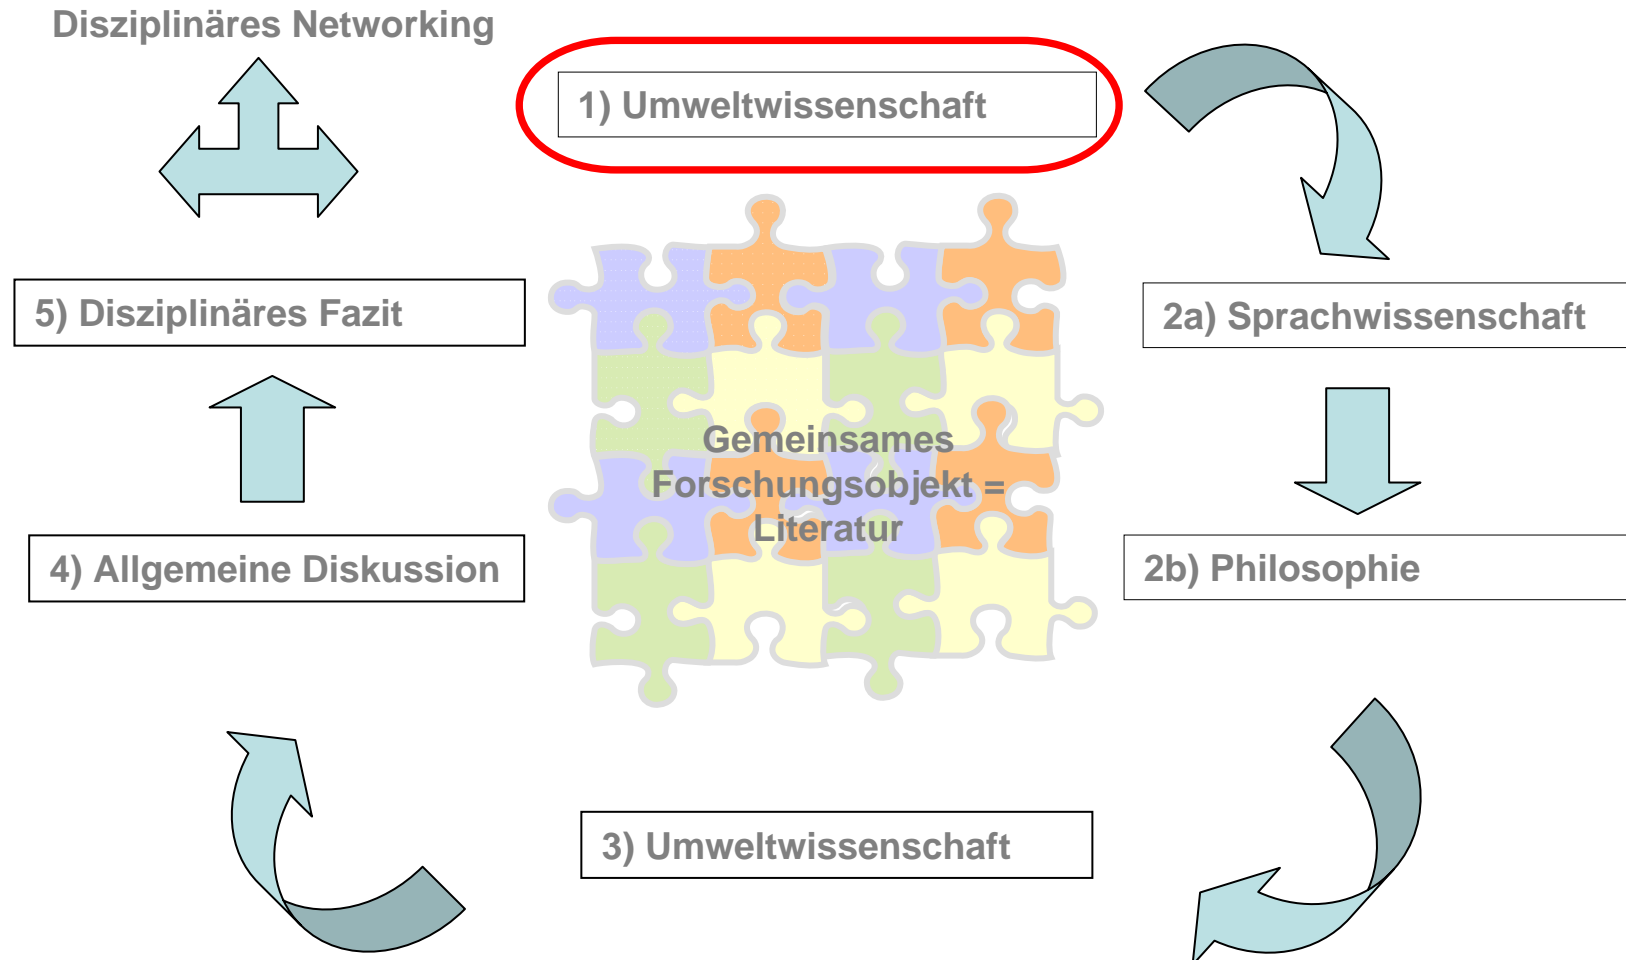 Disziplinäres Networking
1) Umweltwissenschaft
5) Disziplinäres Fazit
2a) Sprachwissenschaft
Gemeinsames
Forschungsobjekt =
Literatur
4) Allgemeine Diskussion
2b) Philosophie
3) Umweltwissenschaft